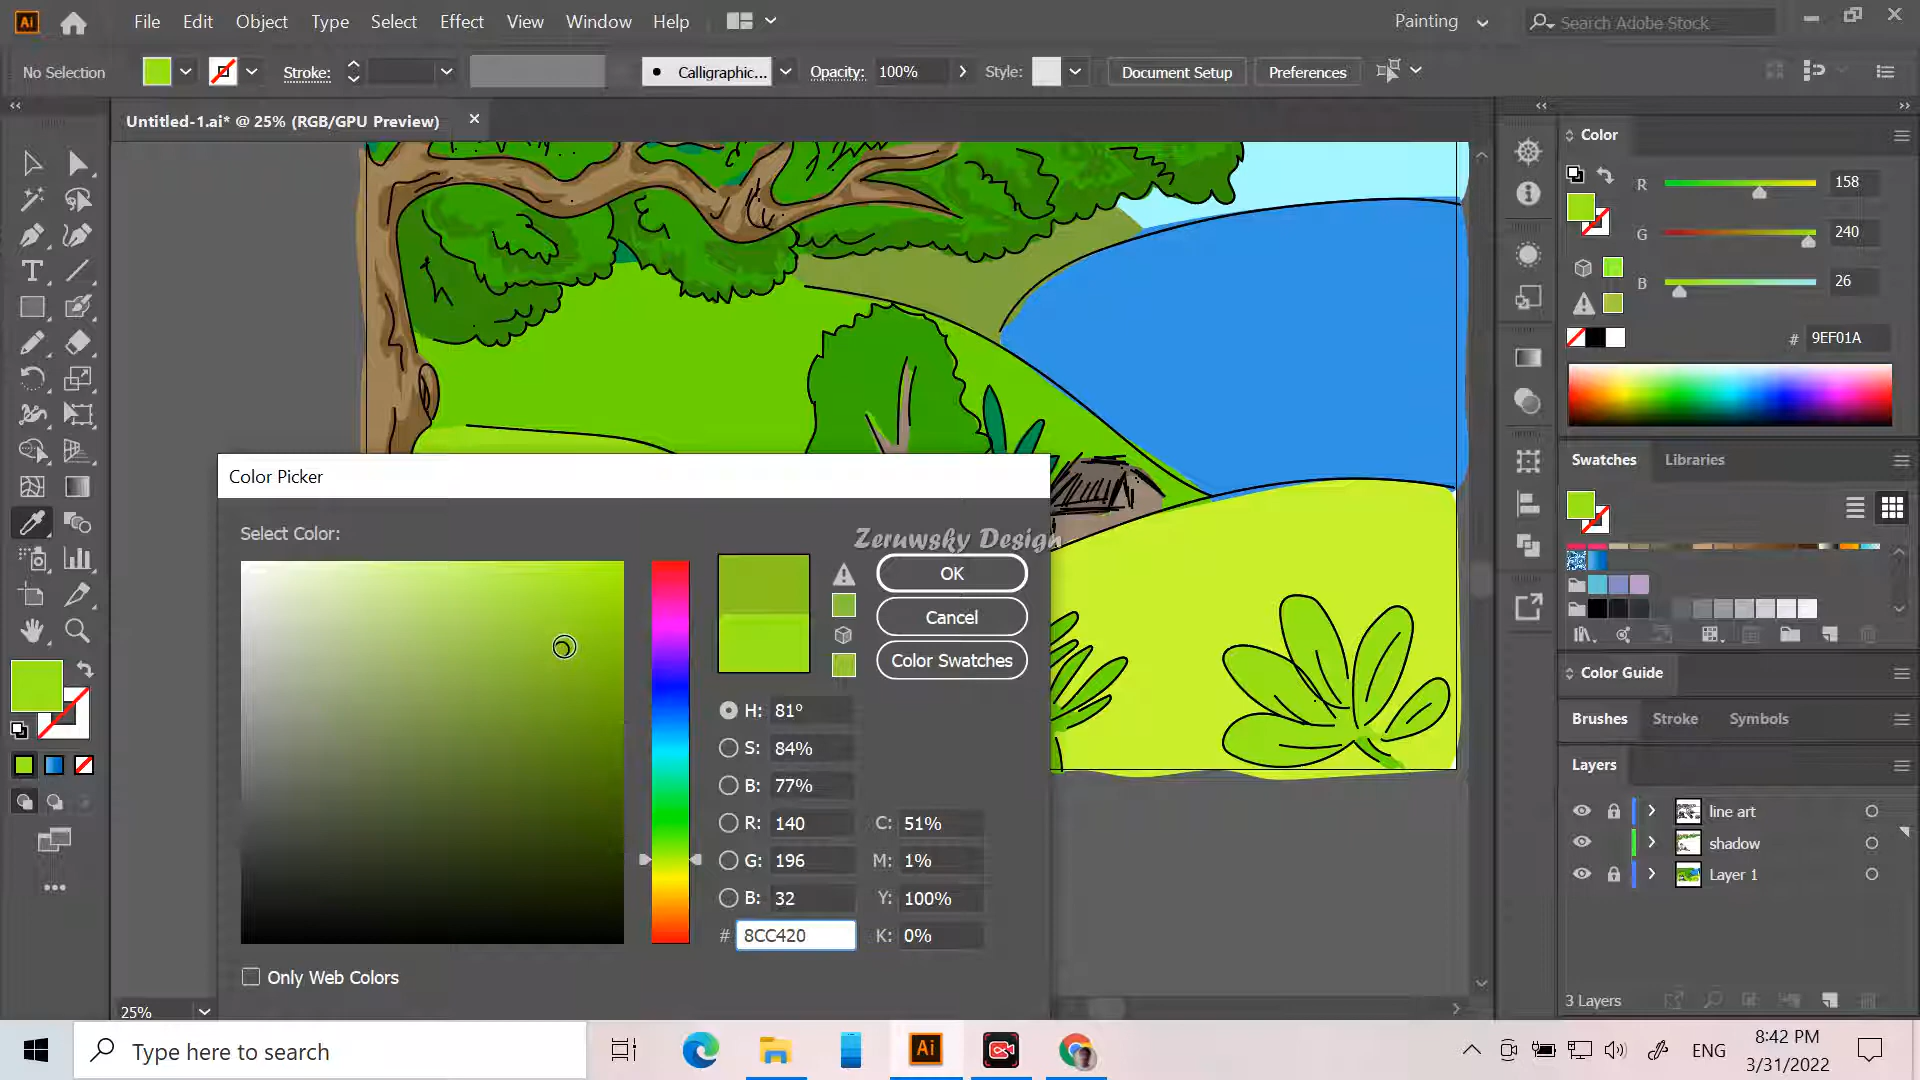 Ai File Edit Object Type Select Effect View Window Help Painting Search Adobe Stock
No Selection Stroke: Calligraphic... Opacity: 100% Style: Document Setup Preferences
Untitled-1.ai* @ 25% (RGB/GPU Preview)
Color
R 158
G 240
B 26
# 9EF01A
Swatches Libraries
Color Picker
Select Color:
Zeruwsky Design
OK
Cancel
Color Swatches
H: 81°
S: 84%
B: 77%
R: 140 C: 51%
G: 196 M: 1%
B: 32 Y: 100%
# 8CC420 K: 0%
Only Web Colors
Color Guide
Brushes Stroke Symbols
Layers
line art
shadow
Layer 1
3 Layers
25%
Type here to search
Ai
ENG
8:42 PM
3/31/2022